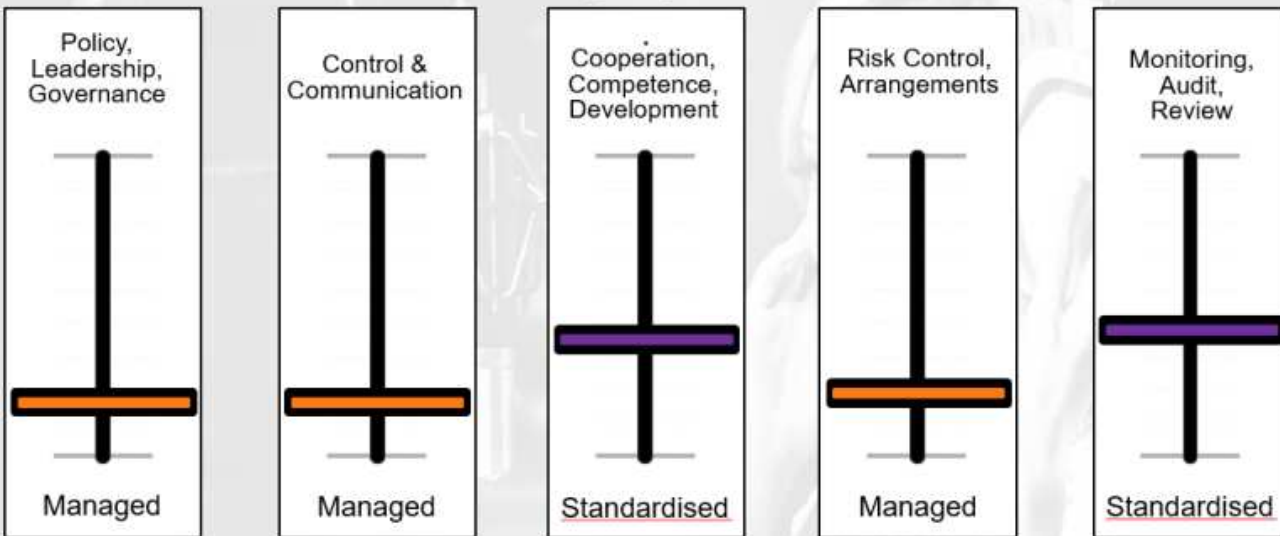 Policy,
Leadership,
Governance
Managed
Control &
Communication
Managed
Cooperation,
Competence,
Development
Standardised
Risk Control,
Arrangements
Managed
Monitoring,
Audit,
Review
Standardised